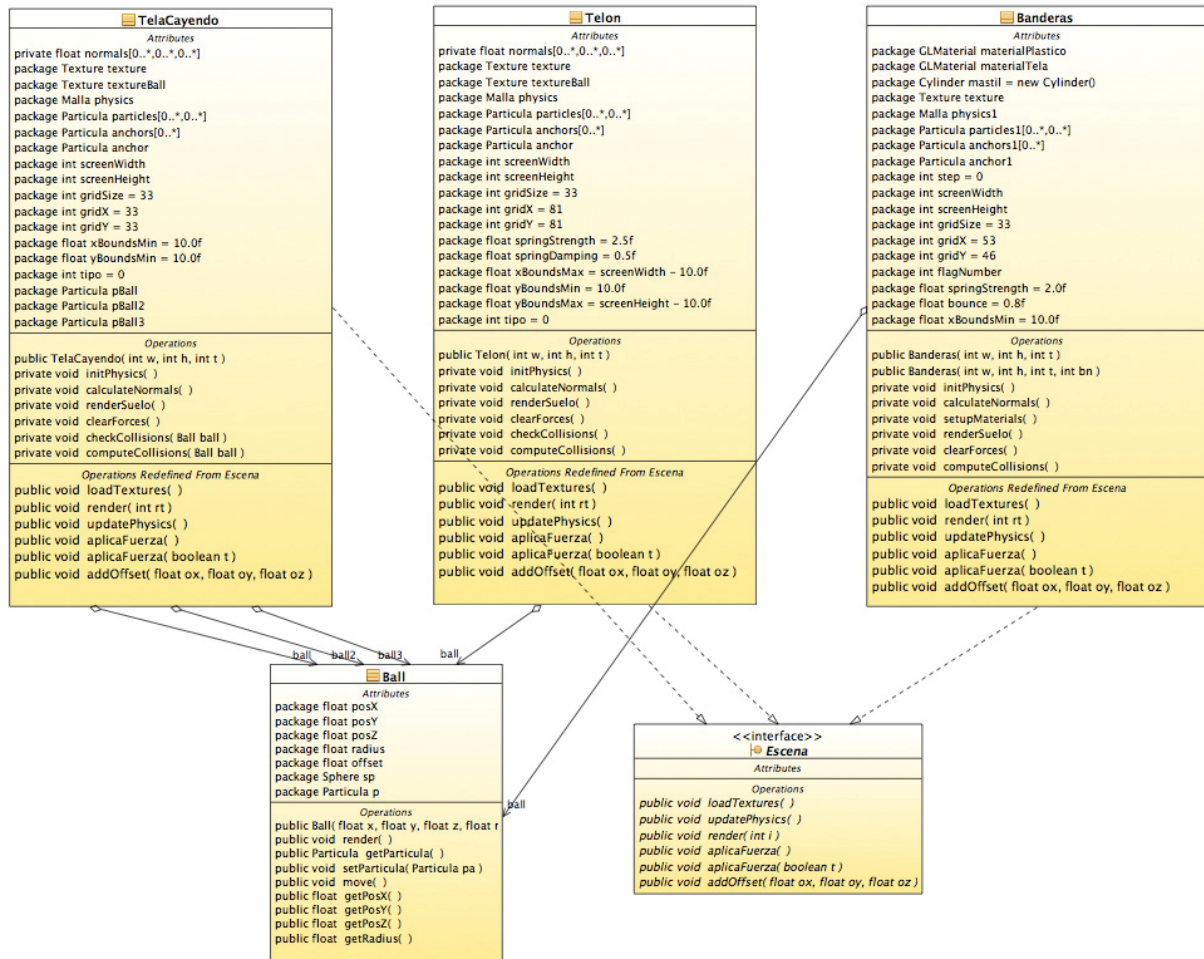 TelaCayendo
Attributes
private float normals[0..*,0..*,0..*]
package Texture texture
package Texture textureBall
package Malla physics
package Particula particles[0..*,0..*]
package Particula anchors[0..*]
package Particula anchor
package int screenWidth
package int screenHeight
package int gridSize = 33
package int gridX = 33
package int gridY = 33
package float xBoundsMin = 10.0f
package float yBoundsMin = 10.0f
package int tipo = 0
package Particula pBall
package Particula pBall2
package Particula pBall3
Operations
public TelaCayendo( int w, int h, int t )
private void initPhysics( )
private void calculateNormals( )
private void renderSuelo( )
private void clearForces( )
private void checkCollisions( Ball ball )
private void computeCollisions( Ball ball )
Operations Redefined From Escena
public void loadTextures( )
public void render( int rt )
public void updatePhysics( )
public void aplicaFuerza( )
public void aplicaFuerza( boolean t )
public void addOffset( float ox, float oy, float oz )
Telon
Attributes
private float normals[0..*,0..*,0..*]
package Texture texture
package Texture textureBall
package Malla physics
package Particula particles[0..*,0..*]
package Particula anchors[0..*]
package Particula anchor
package int screenWidth
package int screenHeight
package int gridSize = 33
package int gridX = 81
package int gridY = 81
package float springStrength = 2.5f
package float springDamping = 0.5f
package float xBoundsMax = screenWidth - 10.0f
package float yBoundsMin = 10.0f
package float yBoundsMax = screenHeight - 10.0f
package int tipo = 0
Operations
public Telon( int w, int h, int t )
private void initPhysics( )
private void calculateNormals( )
private void renderSuelo( )
private void clearForces( )
private void checkCollisions( )
private void computeCollisions( )
Operations Redefined From Escena
public void loadTextures( )
public void render( int rt )
public void updatePhysics( )
public void aplicaFuerza( )
public void aplicaFuerza( boolean t )
public void addOffset( float ox, float oy, float oz )
Banderas
Attributes
package GLMaterial materialPlastico
package GLMaterial materialTela
package Cylinder mastil = new Cylinder()
package Texture texture
package Malla physics1
package Particula particles1[0..*,0..*]
package Particula anchors1[0..*]
package Particula anchor1
package int step = 0
package int screenWidth
package int screenHeight
package int gridSize = 33
package int gridX = 53
package int gridY = 46
package int flagNumber
package float springStrength = 2.0f
package float bounce = 0.8f
package float xBoundsMin = 10.0f
Operations
public Banderas( int w, int h, int t )
public Banderas( int w, int h, int t, int bn )
private void initPhysics( )
private void calculateNormals( )
private void setupMaterials( )
private void renderSuelo( )
private void clearForces( )
private void computeCollisions( )
Operations Redefined From Escena
public void loadTextures( )
public void render( int rt )
public void updatePhysics( )
public void aplicaFuerza( )
public void aplicaFuerza( boolean t )
public void addOffset( float ox, float oy, float oz )
ball
ball2
ball3
ball
ball
Ball
Attributes
package float posX
package float posY
package float posZ
package float radius
package float offset
package Sphere sp
package Particula p
Operations
public Ball( float x, float y, float z, float r
public void render( )
public Particula getParticula( )
public void setParticula( Particula pa )
public void move( )
public float getPosX( )
public float getPosY( )
public float getPosZ( )
public float getRadius( )
<<interface>>
Escena
Attributes
Operations
public void loadTextures( )
public void updatePhysics( )
public void render( int i )
public void aplicaFuerza( )
public void aplicaFuerza( boolean t )
public void addOffset( float ox, float oy, float oz )